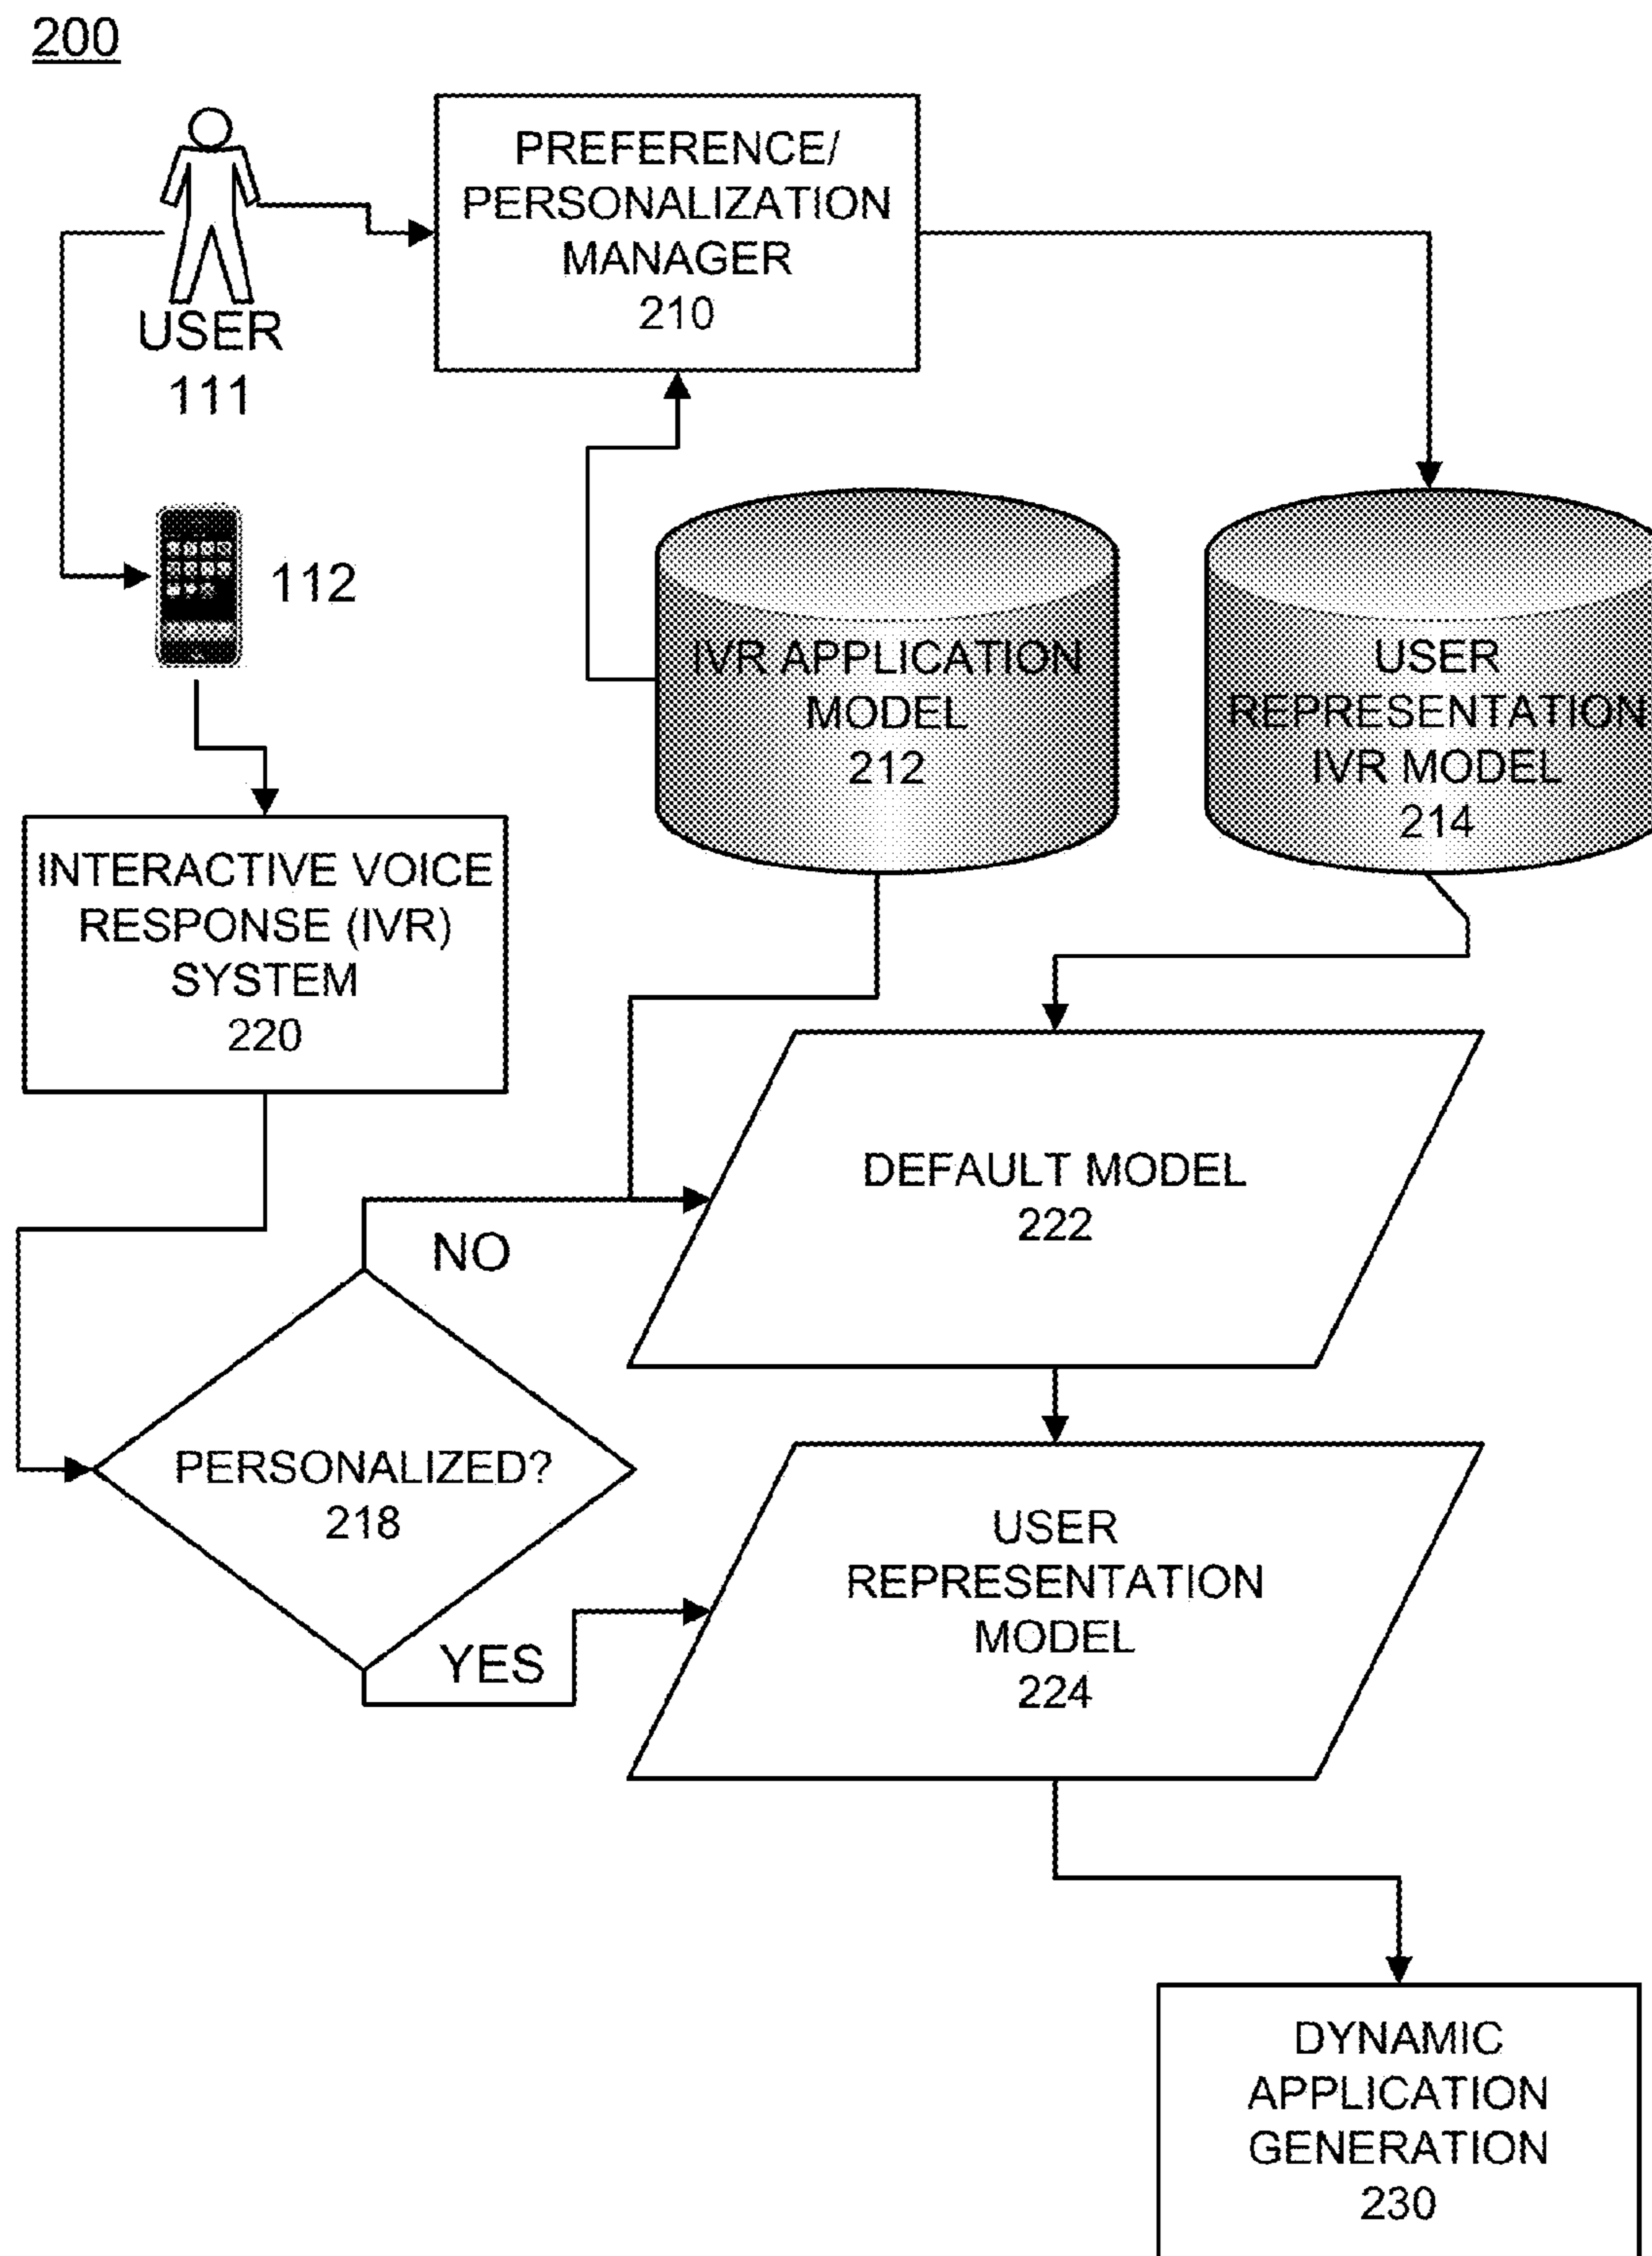 200
PREFERENCE/
PERSONALIZATION
MANAGER
210
USER
111
112
IVR APPLICATION
MODEL
212
USER
REPRESENTATION
IVR MODEL
214
INTERACTIVE VOICE
RESPONSE (IVR)
SYSTEM
220
DEFAULT MODEL
222
NO
PERSONALIZED?
218
YES
USER
REPRESENTATION
MODEL
224
DYNAMIC
APPLICATION
GENERATION
230